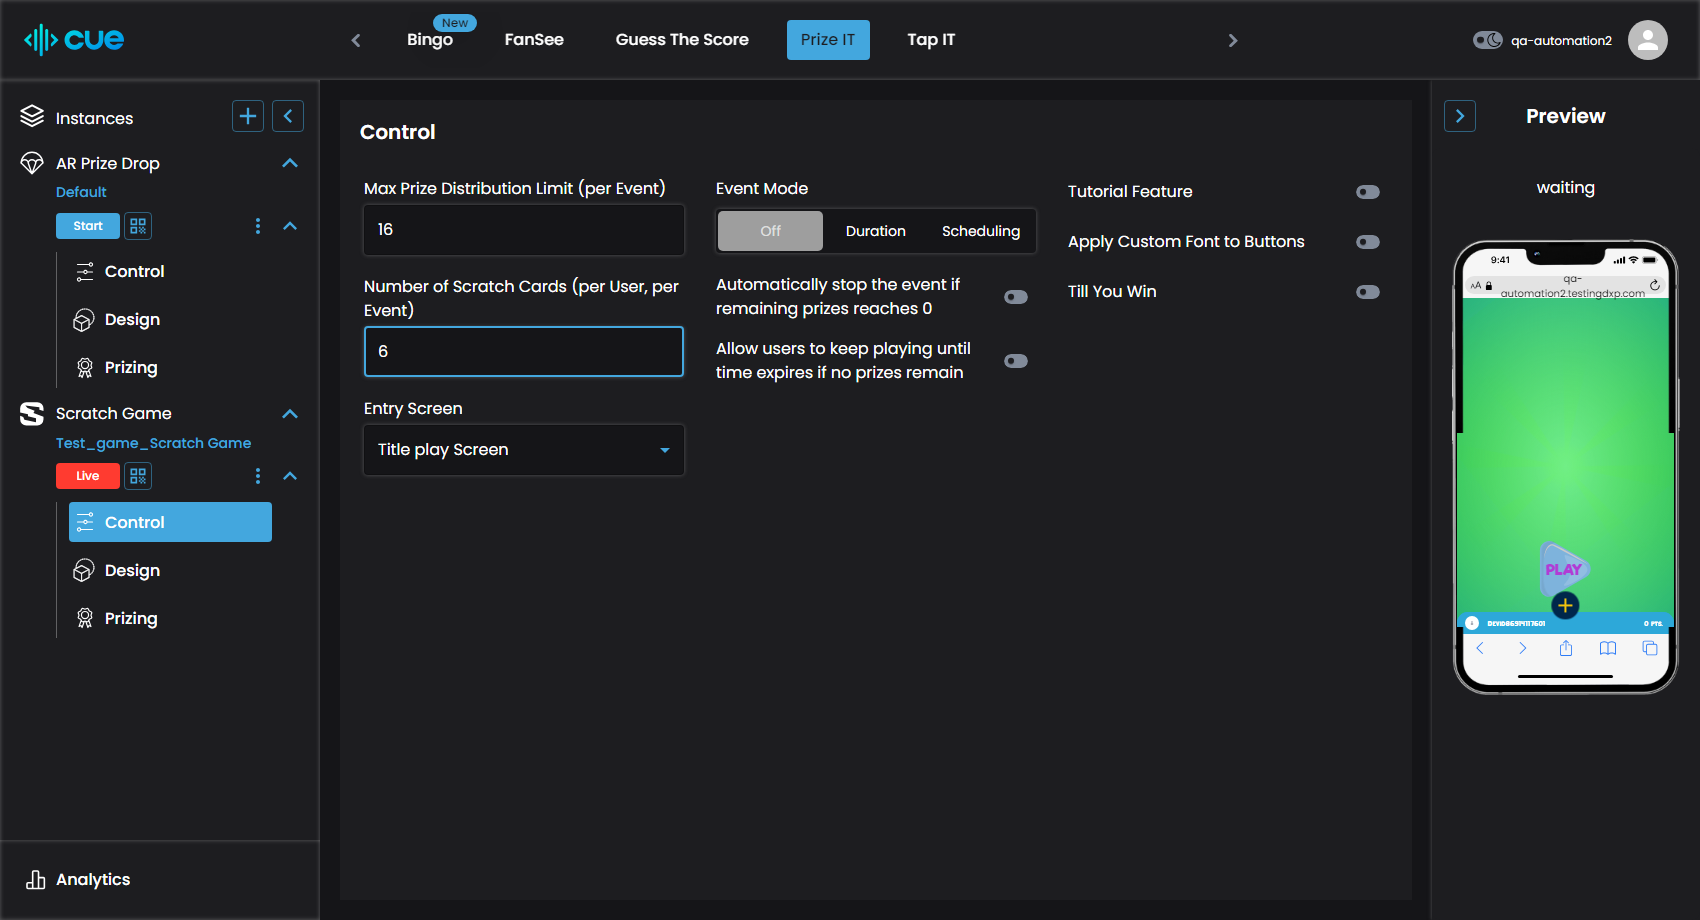 cue
New
Bingo
FanSee
Guess The Score
Prize IT
Tap IT
qa-automation2
Instances
AR Prize Drop
Default
Start
Control
Design
Prizing
Scratch Game
Test_game_Scratch Game
Live
Control
Design
Prizing
Analytics
Control
Max Prize Distribution Limit (per Event)
16
Number of Scratch Cards (per User, per
Event)
6
Entry Screen
Title play Screen
Event Mode
Off
Duration
Scheduling
Automatically stop the event if
remaining prizes reaches 0
Allow users to keep playing until
time expires if no prizes remain
Tutorial Feature
Apply Custom Font to Buttons
Till You Win
Preview
waiting
9:41
AA
qa-
automation2.testingdxp.com
PLAY
0 PTS.